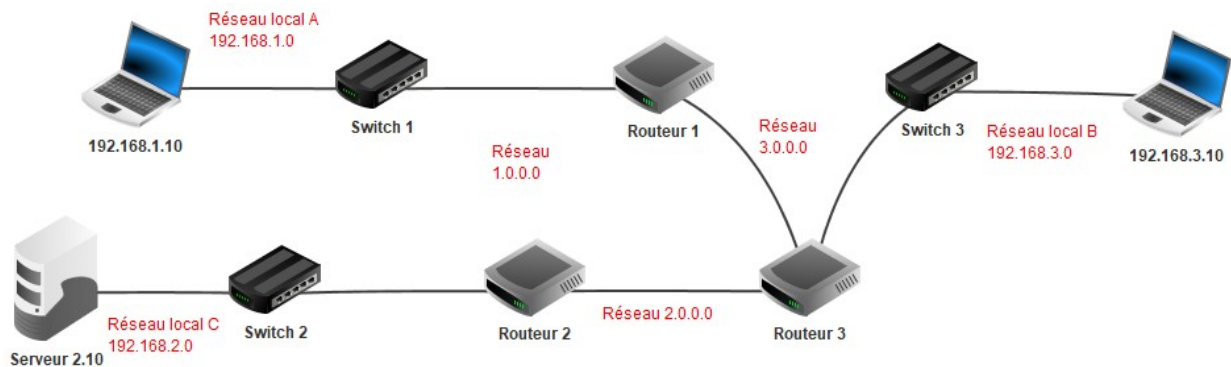 Réseau local A
192.168.1.0
192.168.1.10
Switch 1
Routeur 1
Réseau
3.0.0.0
Switch 3
Réseau local B
192.168.3.0
192.168.3.10
Réseau
1.0.0.0
Serveur 2.10
Réseau local C
192.168.2.0
Switch 2
Routeur 2
Réseau 2.0.0.0
Routeur 3